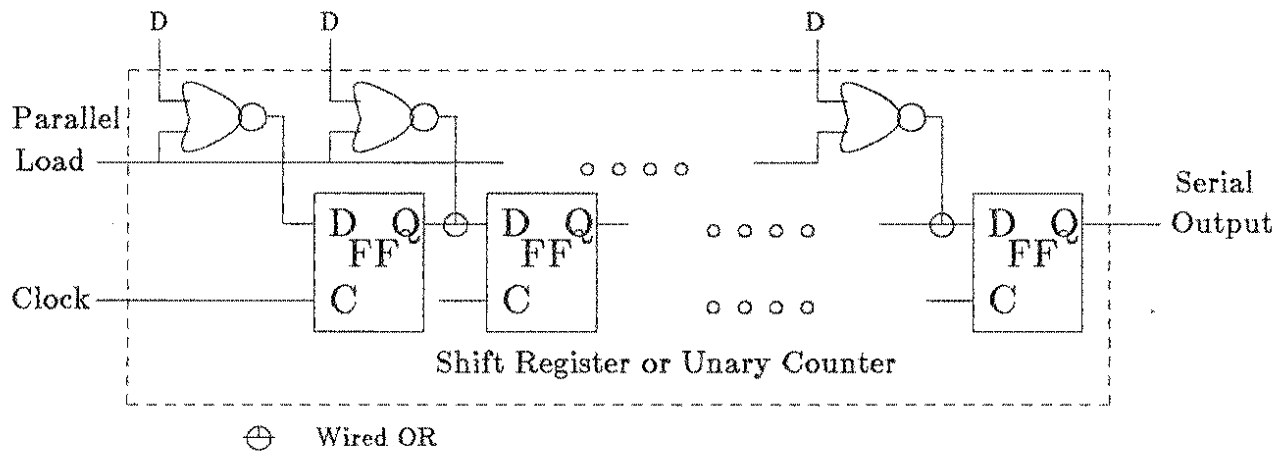 D D D
Parallel
Load
Serial
Output
D Q D Q D Q
FF FF FF
Clock
C C C
Shift Register or Unary Counter
Wired OR